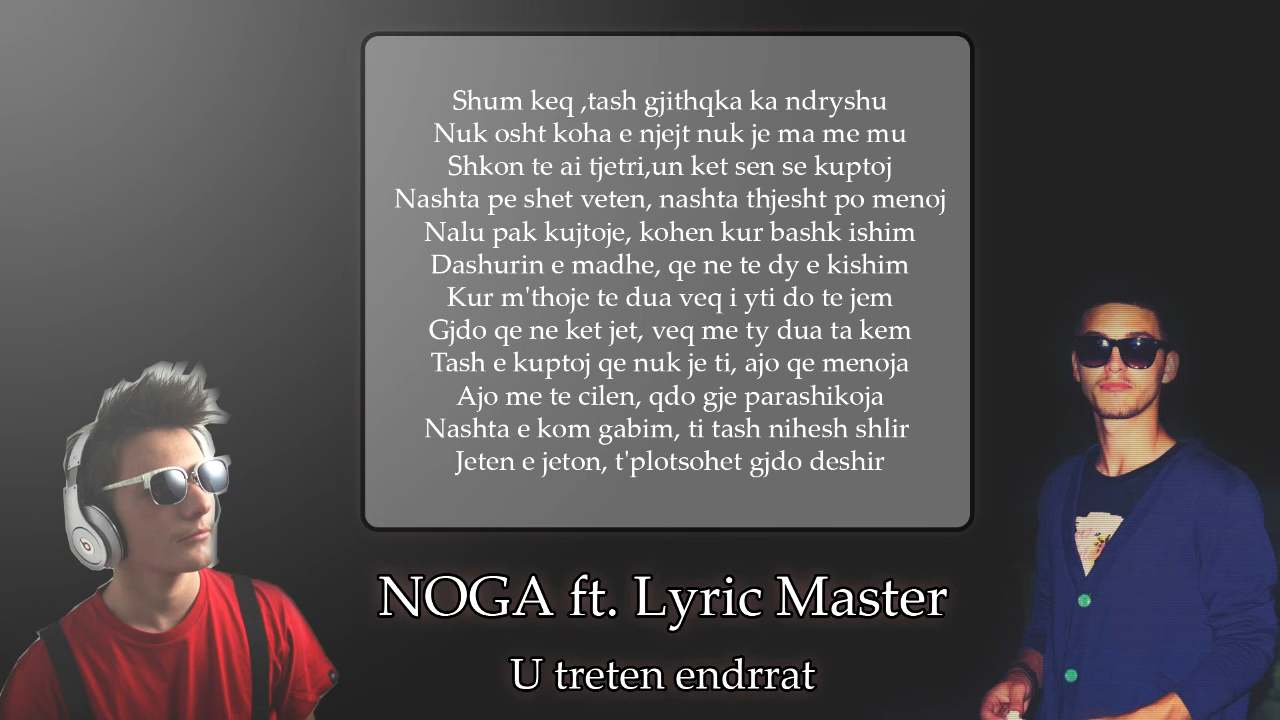 Shum keq ,tash gjithqka ka ndryshu
Nuk osht koha e njejt nuk je ma me mu
Shkon te ai tjetri,un ket sen se kuptoj
Nashta pe shet veten, nashta thjesht po menoj
Nalu pak kujtoje, kohen kur bashk ishim
Dashurin e madhe, qe ne te dy e kishim
Kur m'thoje te dua veq i yti do te jem
Gjdo qe ne ket jet, veq me ty dua ta kem
Tash e kuptoj qe nuk je ti, ajo qe menoja
Ajo me te cilen, qdo gje parashikoja
Nashta e kom gabim, ti tash nihesh shlir
Jeten e jeton, t'plotsohet gjdo deshir
NOGA ft. Lyric Master
U treten endrrat